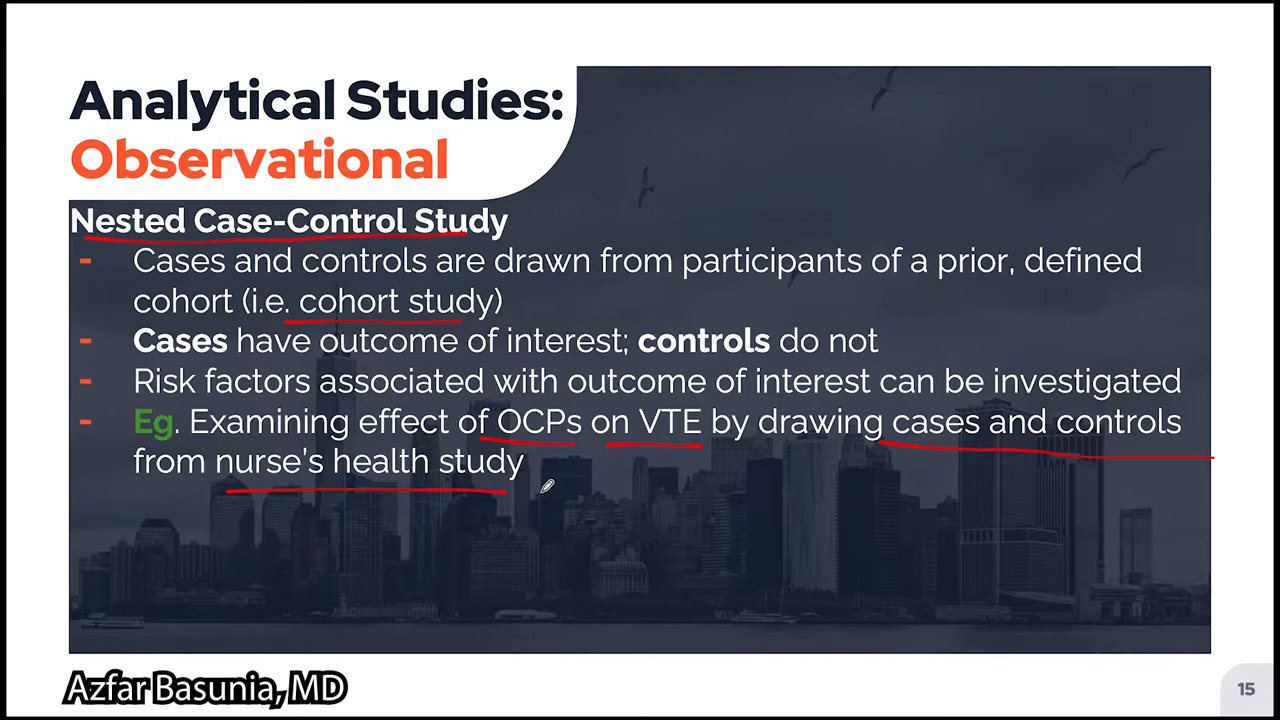 Analytical Studies:
Observational
Nested Case-Control Study
- Cases and controls are drawn from participants of a prior, defined
cohort (i.e. cohort study)
- Cases have outcome of interest; controls do not
- Risk factors associated with outcome of interest can be investigated
- Eg. Examining effect of OCPs on VTE by drawing cases and controls
from nurse's health study
Azfar Basunia, MD
15